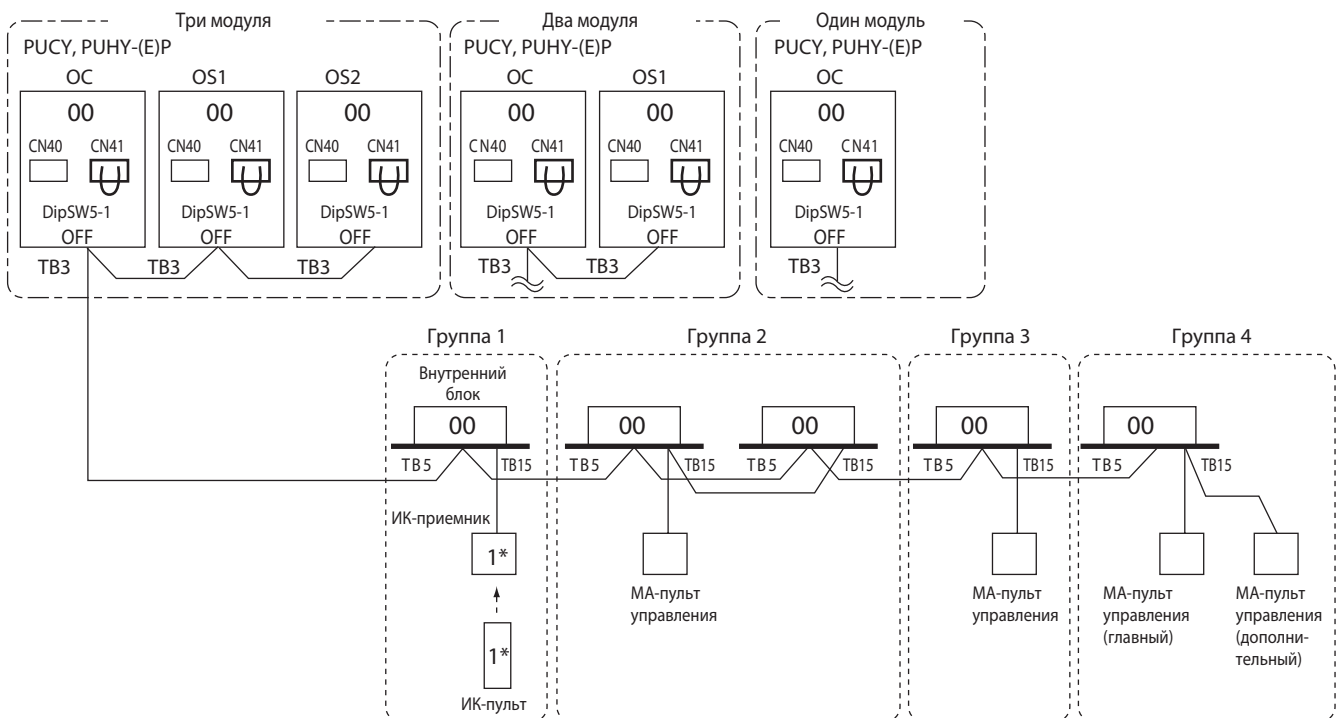 Три модуля
PUCY, PUHY-(E)P
OC OS1 OS2
00 00 00
CN40 CN41 CN40 CN41 CN40 CN41
DipSW5-1 DipSW5-1 DipSW5-1
OFF OFF OFF
TB3 TB3 TB3
Два модуля
PUCY, PUHY-(E)P
OC OS1
00 00
CN40 CN41 CN40 CN41
DipSW5-1 DipSW5-1
OFF OFF
TB3 TB3
Один модуль
PUCY, PUHY-(E)P
OC
00
CN40 CN41
DipSW5-1
OFF
TB3
Группа 1
Внутренний
блок
00
TB5 TB15
ИК-приемник
1*
1*
ИК-пульт
Группа 2
00 00
TB5 TB15 TB5 TB15
МА-пульт
управления
Группа 3
00
TB5 TB15
МА-пульт
управления
Группа 4
00
TB5 TB15
МА-пульт
управления
(главный)
МА-пульт
управления
(дополни-
тельный)